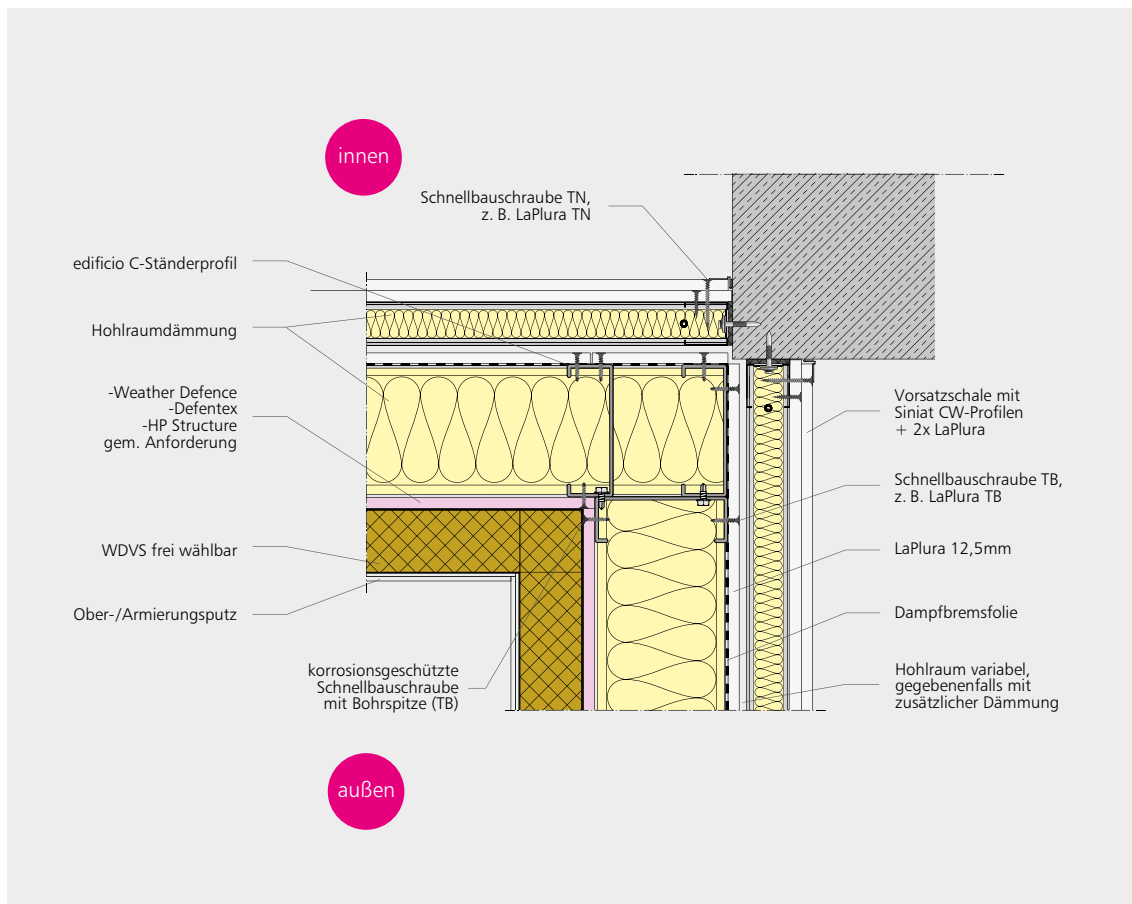 innen
Schnellbauschraube TN,
z. B. LaPlura TN
edificio C-Ständerprofil
Hohlraumdämmung
-Weather Defence
-Defentex
-HP Structure
gem. Anforderung
WDVS frei wählbar
Ober-/Armierungsputz
korrosionsgeschützte
Schnellbauschraube
mit Bohrspitze (TB)
Vorsatzschale mit
Siniat CW-Profilen
+ 2x LaPlura
Schnellbauschraube TB,
z. B. LaPlura TB
LaPlura 12,5mm
Dampfbremsfolie
Hohlraum variabel,
gegebenenfalls mit
zusätzlicher Dämmung
außen